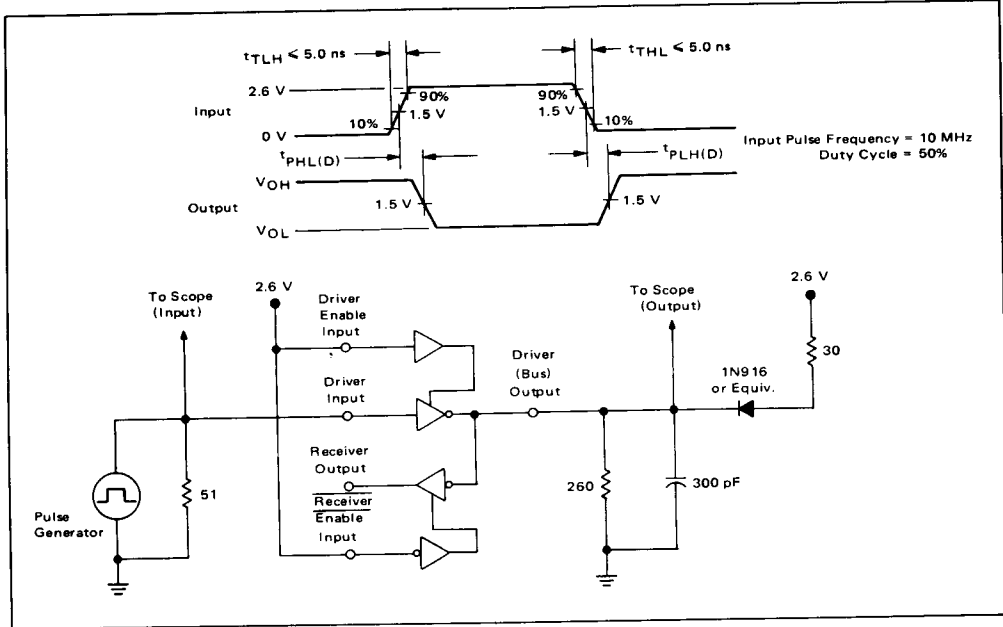 tTLH ≤ 5.0 ns
tTHL ≤ 5.0 ns
2.6 V
90%
90%
Input
1.5 V
1.5 V
10%
10%
0 V
Input Pulse Frequency = 10 MHz
Duty Cycle = 50%
tPHL(D)
tPLH(D)
VOH
Output
1.5 V
1.5 V
VOL
To Scope
(Input)
2.6 V
Driver
Enable
Input
To Scope
(Output)
2.6 V
Driver
(Bus)
Output
30
1N916
or Equiv.
Driver
Input
Receiver
Output
51
Receiver
Enable
Input
260
300 pF
Pulse
Generator